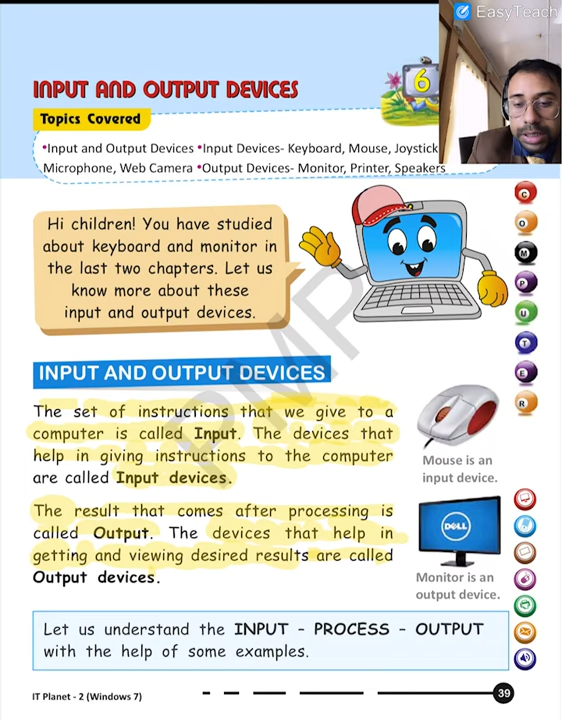 EasyTeach
INPUT AND OUTPUT DEVICES
6
Topics Covered
•Input and Output Devices •Input Devices- Keyboard, Mouse, Joystick
Microphone, Web Camera •Output Devices- Monitor, Printer, Speakers
Hi children! You have studied
about keyboard and monitor in
the last two chapters. Let us
know more about these
input and output devices.
C
O
M
P
U
T
E
R
PMP
INPUT AND OUTPUT DEVICES
The set of instructions that we give to a
computer is called Input. The devices that
help in giving instructions to the computer
are called Input devices.
Mouse is an
input device.
The result that comes after processing is
called Output. The devices that help in
getting and viewing desired results are called
Output devices.
DELL
Monitor is an
output device.
Let us understand the INPUT - PROCESS - OUTPUT
with the help of some examples.
IT Planet - 2 (Windows 7)
39